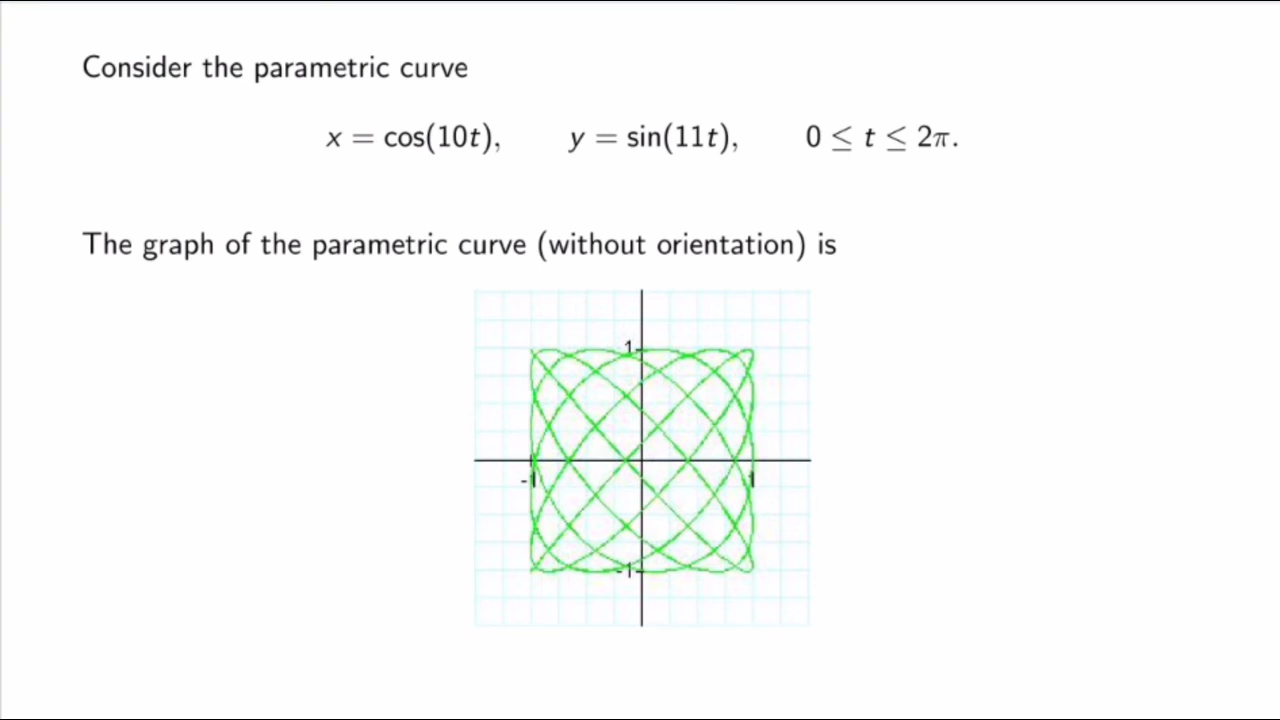 Consider the parametric curve
x = cos(10t), y = sin(11t), 0 ≤ t ≤ 2π.
The graph of the parametric curve (without orientation) is
1
-1 1
-1